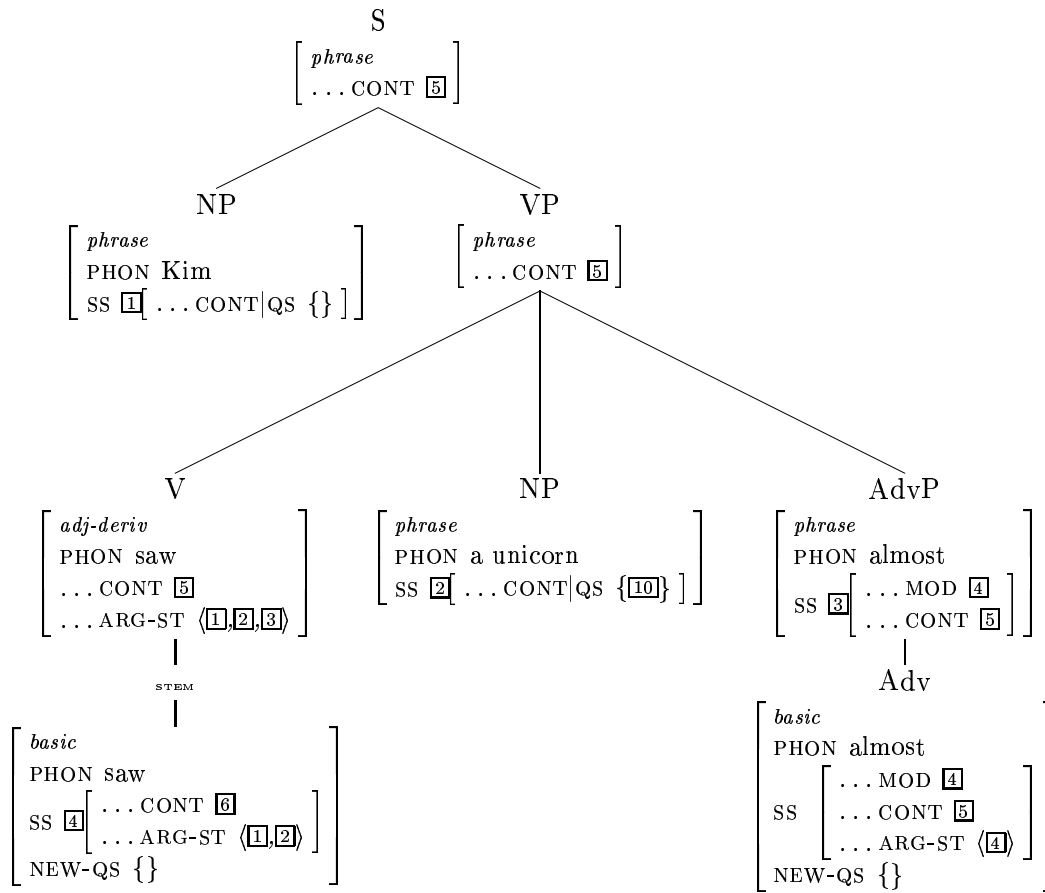 S
phrase
...CONT 5
NP VP
phrase
PHON Kim
SS 1[ ...CONT|QS {} ]
phrase
...CONT 5
V NP AdvP
adj-deriv
PHON saw
...CONT 5
...ARG-ST ⟨1,2,3⟩
phrase
PHON a unicorn
SS 2[ ...CONT|QS {10} ]
phrase
PHON almost
SS 3[ ...MOD 4
...CONT 5 ]
STEM
Adv
basic
PHON saw
SS 4[ ...CONT 6
...ARG-ST ⟨1,2⟩ ]
NEW-QS {}
basic
PHON almost
SS [ ...MOD 4
...CONT 5
...ARG-ST ⟨4⟩ ]
NEW-QS {}